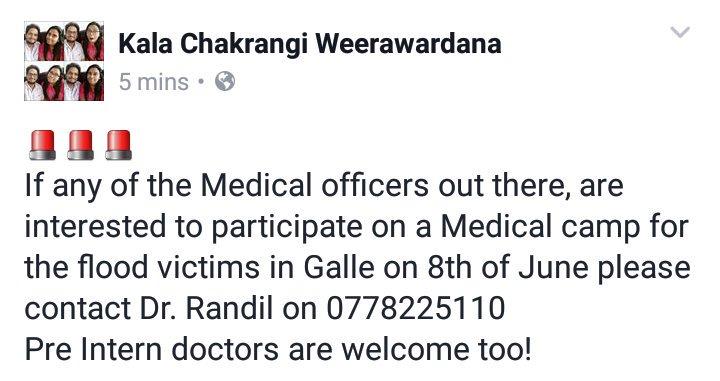 Kala Chakrangi Weerawardana
5 mins •
🚨🚨🚨
If any of the Medical officers out there, are
interested to participate on a Medical camp for
the flood victims in Galle on 8th of June please
contact Dr. Randil on 0778225110
Pre Intern doctors are welcome too!